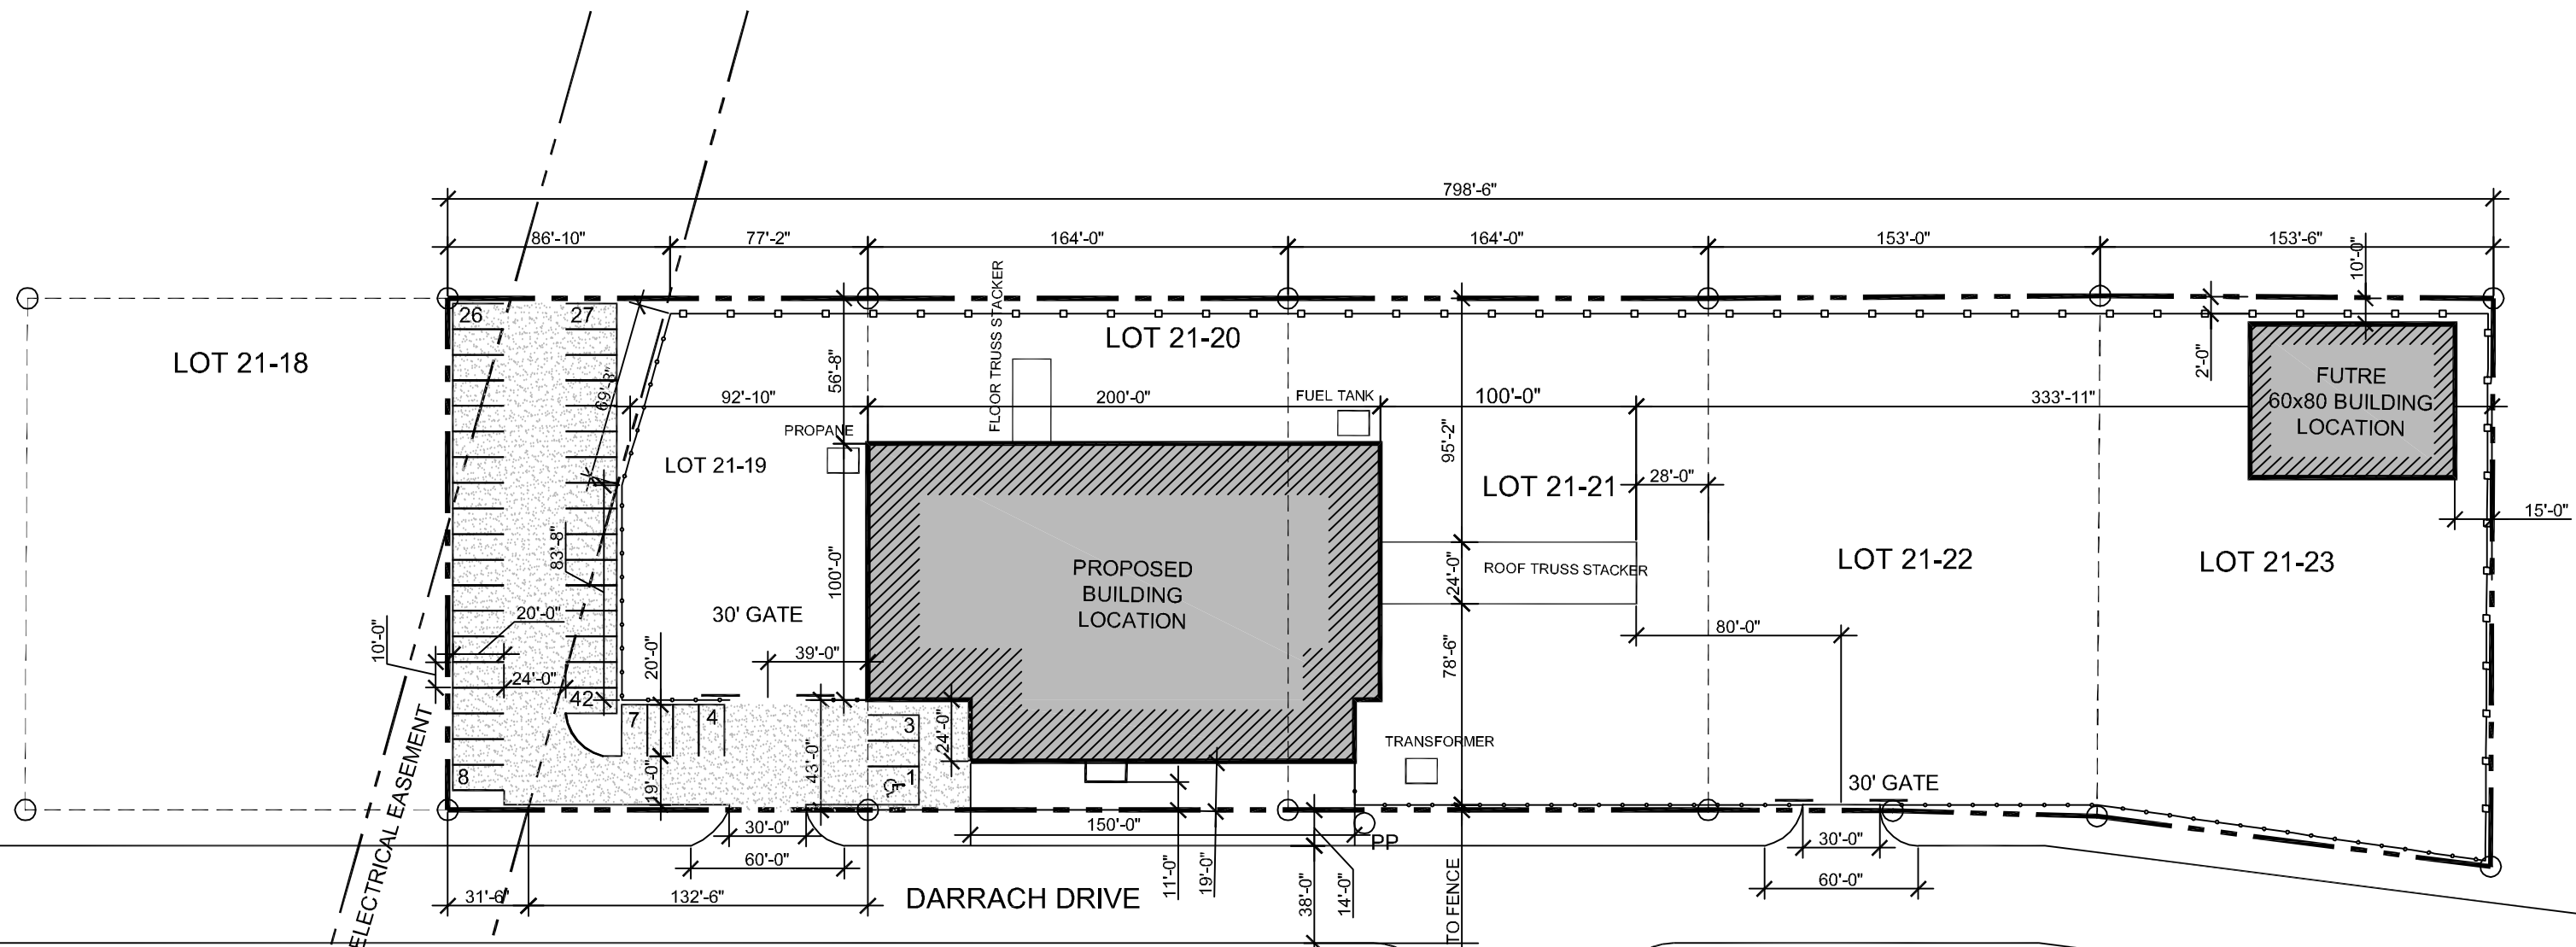 798'-6"
86'-10"
77'-2"
164'-0"
164'-0"
153'-0"
153'-6"
10'-0"
26
27
LOT 21-18
LOT 21-20
FLOOR TRUSS STACKER
56'-8"
69'-8"
92'-10"
200'-0"
FUEL TANK
100'-0"
333'-11"
2'-0"
FUTRE
60x80 BUILDING
LOCATION
PROPANE
LOT 21-19
95'-2"
LOT 21-21
28'-0"
15'-0"
83'-8"
100'-0"
PROPOSED
BUILDING
LOCATION
24'-0"
ROOF TRUSS STACKER
LOT 21-22
LOT 21-23
10'-0"
20'-0"
30' GATE
39'-0"
20'-0"
78'-6"
80'-0"
24'-0"
42
7
4
3
24'-0"
43'-0"
TRANSFORMER
8
19'-0"
1
30' GATE
30'-0"
150'-0"
PP
30'-0"
60'-0"
60'-0"
ELECTRICAL EASEMENT
31'-6"
132'-6"
DARRACH DRIVE
11'-0"
19'-0"
38'-0"
14'-0"
TO FENCE